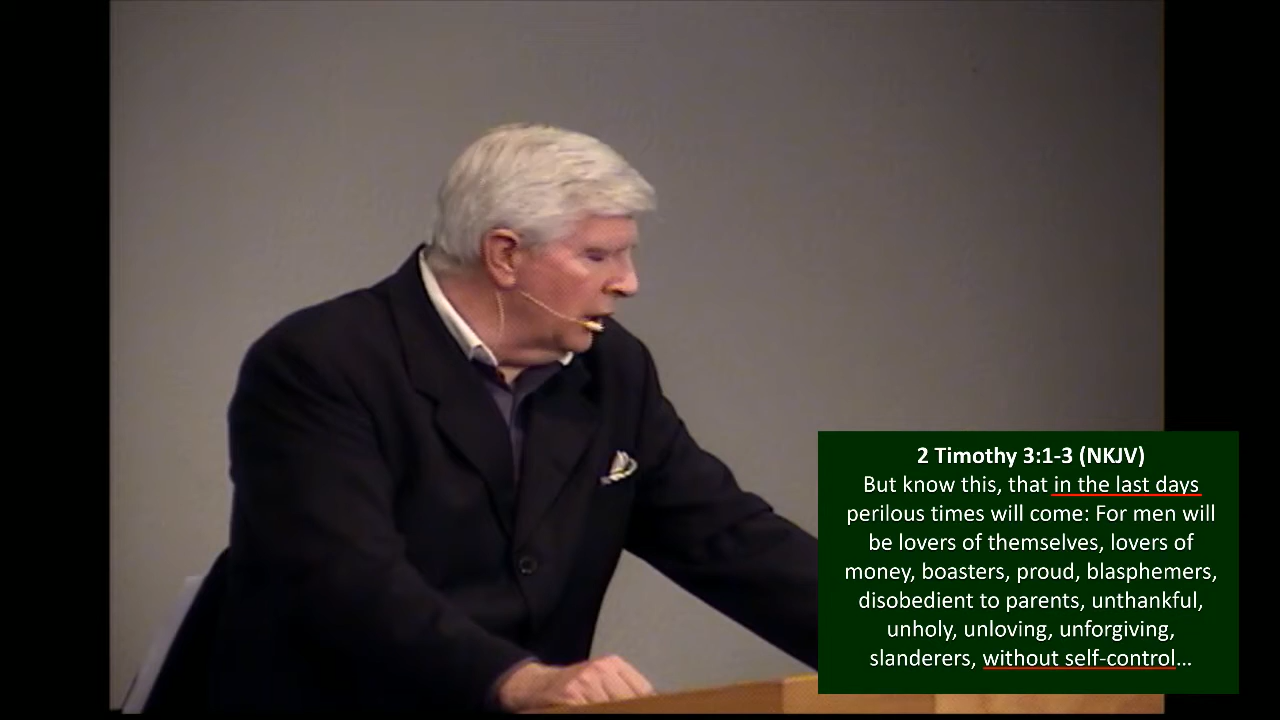 2 Timothy 3:1-3 (NKJV)
But know this, that in the last days
perilous times will come: For men will
be lovers of themselves, lovers of
money, boasters, proud, blasphemers,
disobedient to parents, unthankful,
unholy, unloving, unforgiving,
slanderers, without self-control…